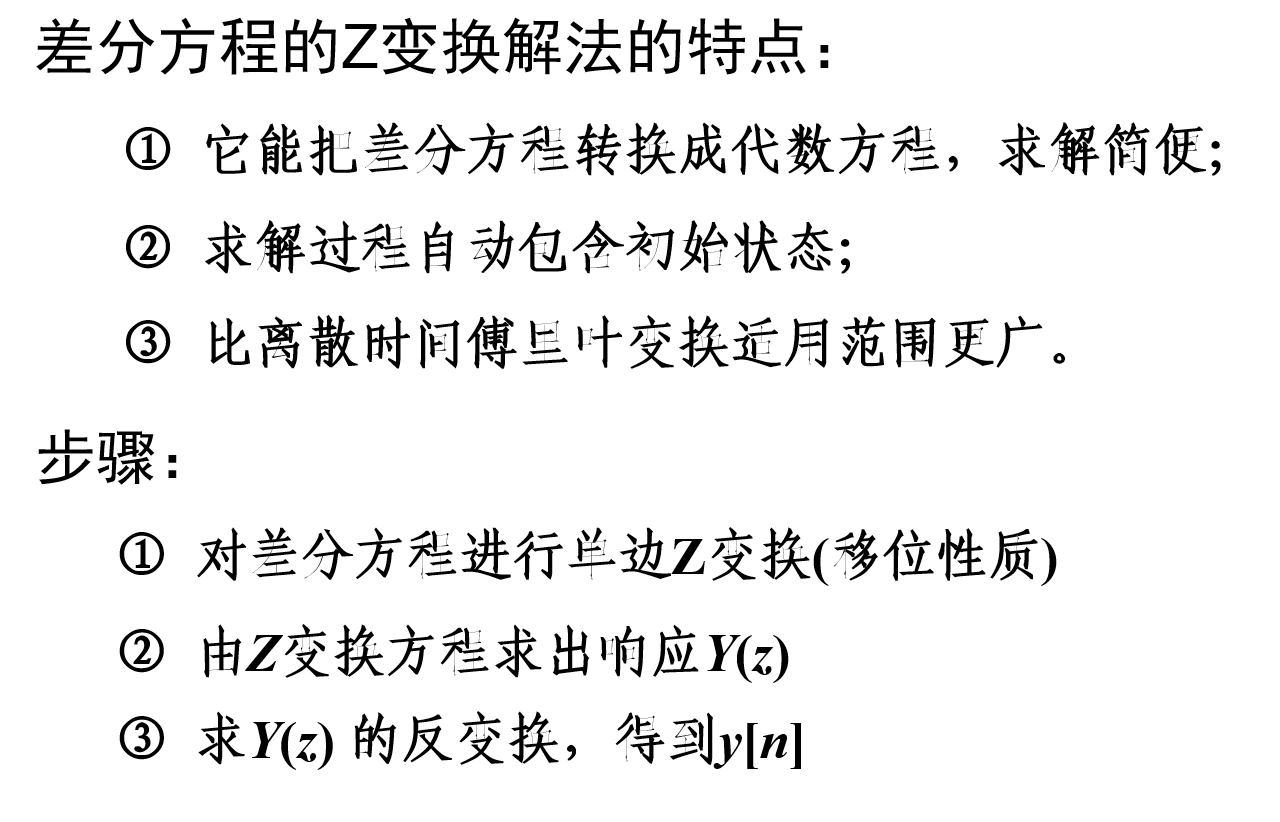 差分方程的Z变换解法的特点：
① 它能把差分方程转换成代数方程，求解简便；
② 求解过程自动包含初始状态；
③ 比离散时间傅里叶变换适用范围更广。
步骤：
① 对差分方程进行单边Z变换(移位性质)
② 由Z变换方程求出响应Y(z)
③ 求Y(z) 的反变换，得到y[n]